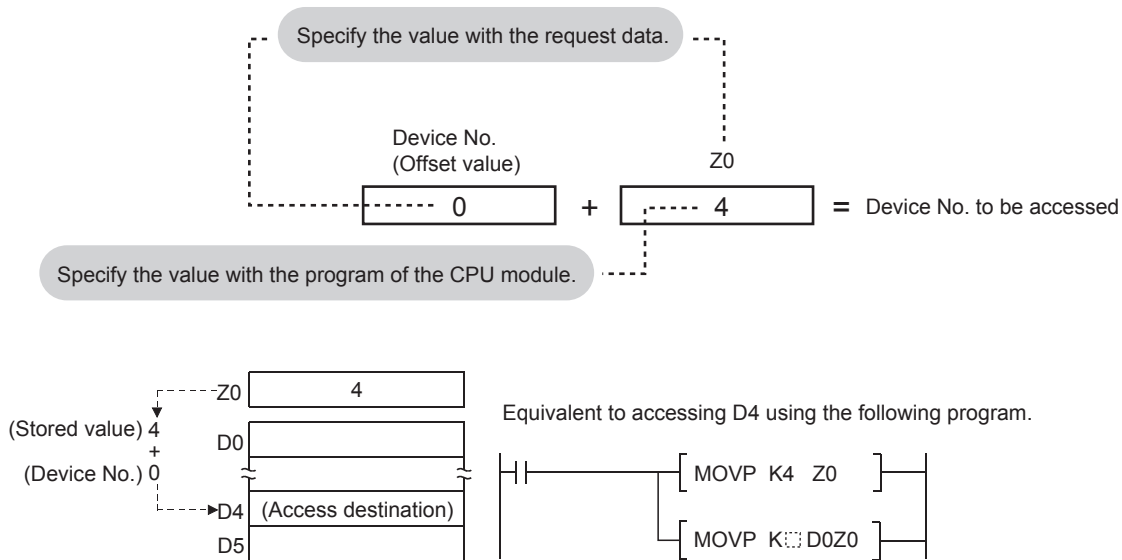 Specify the value with the request data.
Device No.
(Offset value)
Z0
0 + 4 = Device No. to be accessed
Specify the value with the program of the CPU module.
Z0 4
Equivalent to accessing D4 using the following program.
(Stored value) 4
+
(Device No.) 0
D0
MOVP K4 Z0
D4 (Access destination)
D5
MOVP K D0Z0